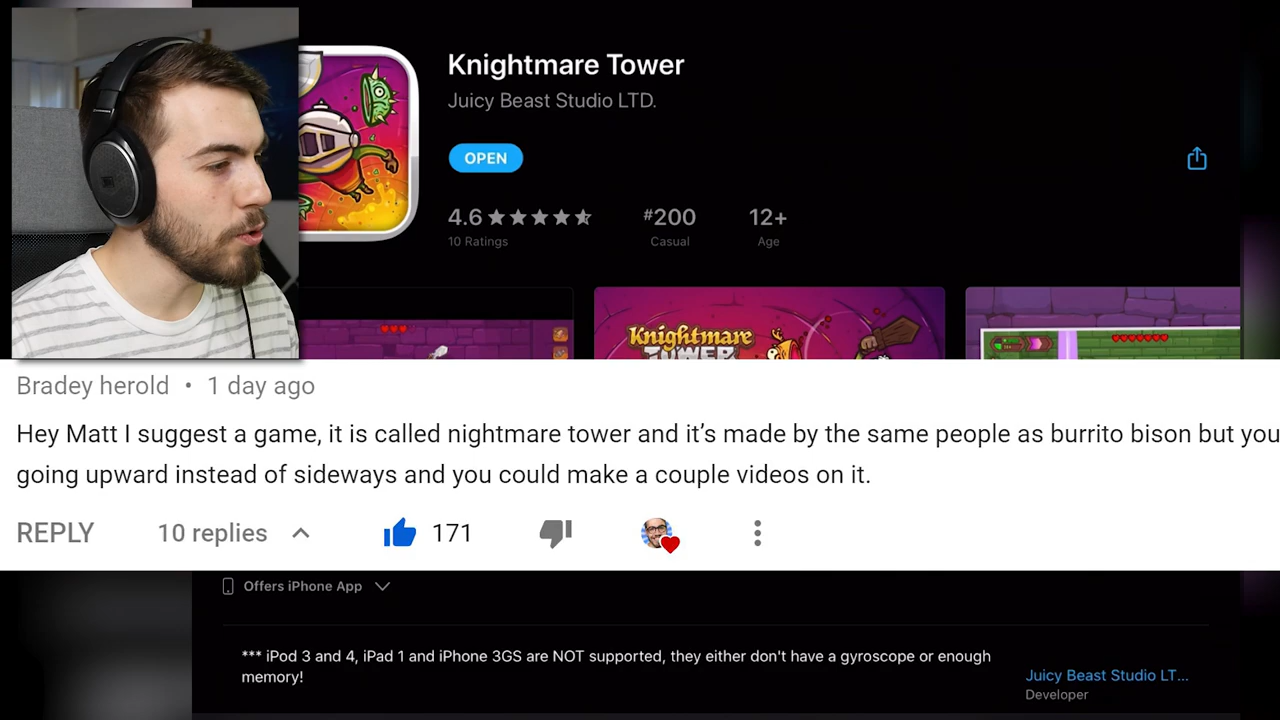 Knightmare Tower
Juicy Beast Studio LTD.
OPEN
4.6
#200
12+
10 Ratings
Casual
Age
Knightmare
TOWER
Bradey herold • 1 day ago
Hey Matt I suggest a game, it is called nightmare tower and it’s made by the same people as burrito bison but you
going upward instead of sideways and you could make a couple videos on it.
REPLY
10 replies
171
Offers iPhone App
*** iPod 3 and 4, iPad 1 and iPhone 3GS are NOT supported, they either don't have a gyroscope or enough
memory!
Juicy Beast Studio LT...
Developer